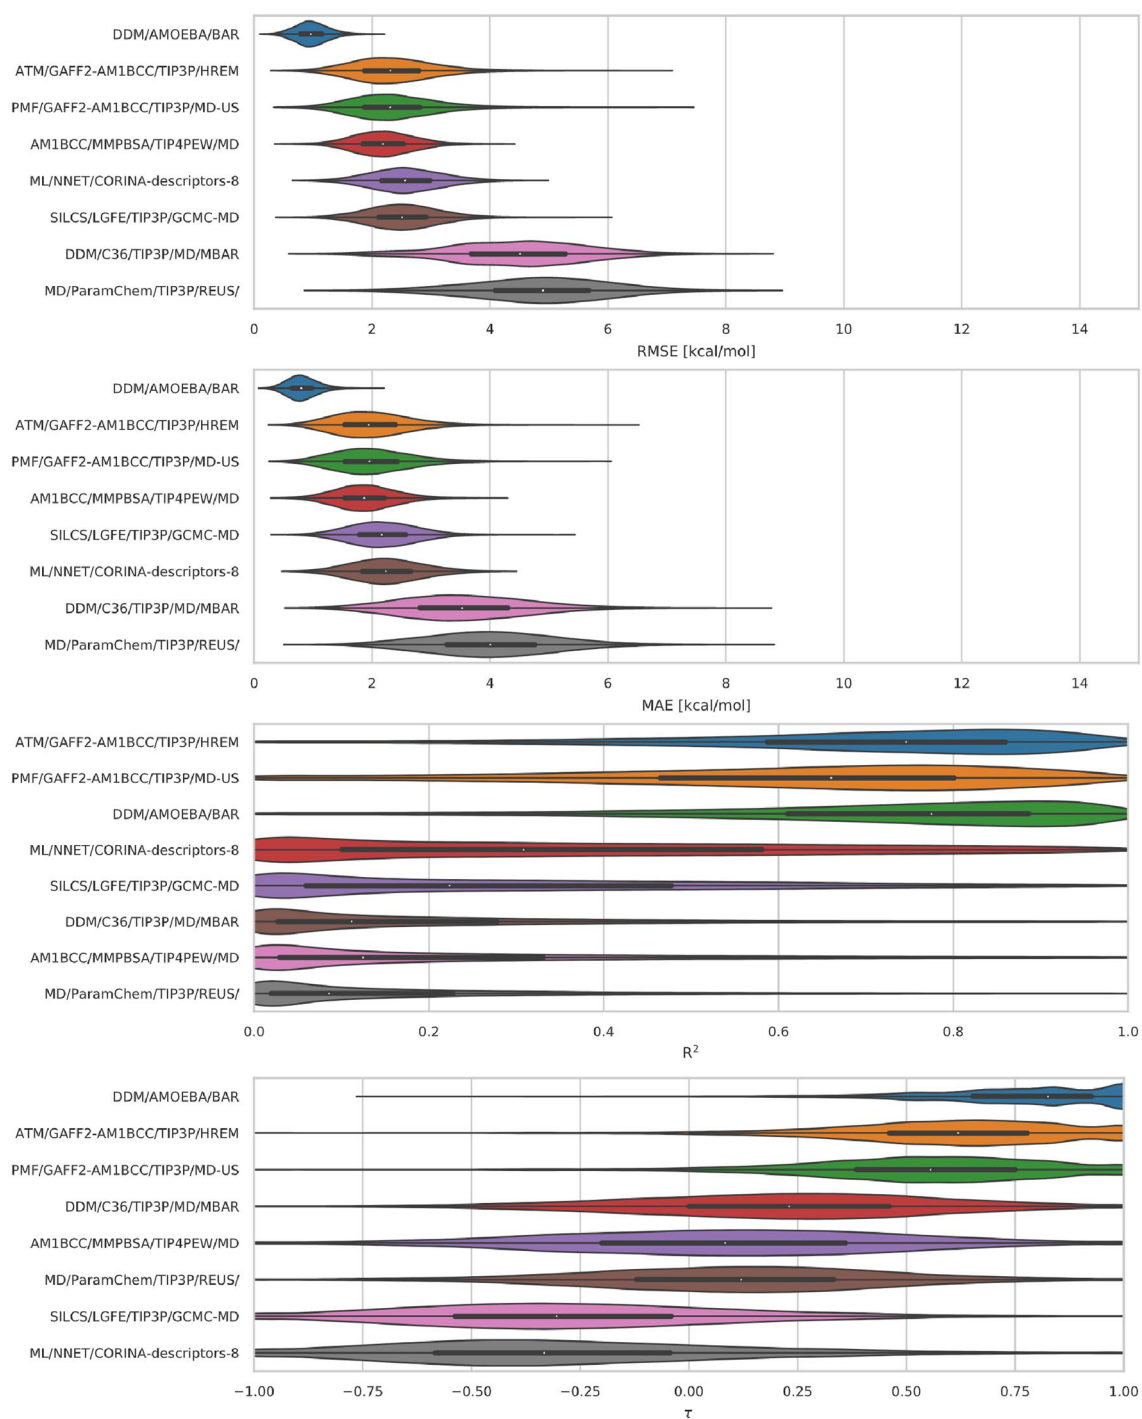 DDM/AMOEBA/BAR
ATM/GAFF2-AM1BCC/TIP3P/HREM
PMF/GAFF2-AM1BCC/TIP3P/MD-US
AM1BCC/MMPBSA/TIP4PEW/MD
ML/NNET/CORINA-descriptors-8
SILCS/LGFE/TIP3P/GCMC-MD
DDM/C36/TIP3P/MD/MBAR
MD/ParamChem/TIP3P/REUS/
0 2 4 6 8 10 12 14
RMSE [kcal/mol]
DDM/AMOEBA/BAR
ATM/GAFF2-AM1BCC/TIP3P/HREM
PMF/GAFF2-AM1BCC/TIP3P/MD-US
AM1BCC/MMPBSA/TIP4PEW/MD
SILCS/LGFE/TIP3P/GCMC-MD
ML/NNET/CORINA-descriptors-8
DDM/C36/TIP3P/MD/MBAR
MD/ParamChem/TIP3P/REUS/
0 2 4 6 8 10 12 14
MAE [kcal/mol]
ATM/GAFF2-AM1BCC/TIP3P/HREM
PMF/GAFF2-AM1BCC/TIP3P/MD-US
DDM/AMOEBA/BAR
ML/NNET/CORINA-descriptors-8
SILCS/LGFE/TIP3P/GCMC-MD
DDM/C36/TIP3P/MD/MBAR
AM1BCC/MMPBSA/TIP4PEW/MD
MD/ParamChem/TIP3P/REUS/
0.0 0.2 0.4 0.6 0.8 1.0
R²
DDM/AMOEBA/BAR
ATM/GAFF2-AM1BCC/TIP3P/HREM
PMF/GAFF2-AM1BCC/TIP3P/MD-US
DDM/C36/TIP3P/MD/MBAR
AM1BCC/MMPBSA/TIP4PEW/MD
MD/ParamChem/TIP3P/REUS/
SILCS/LGFE/TIP3P/GCMC-MD
ML/NNET/CORINA-descriptors-8
−1.00 −0.75 −0.50 −0.25 0.00 0.25 0.50 0.75 1.00
τ